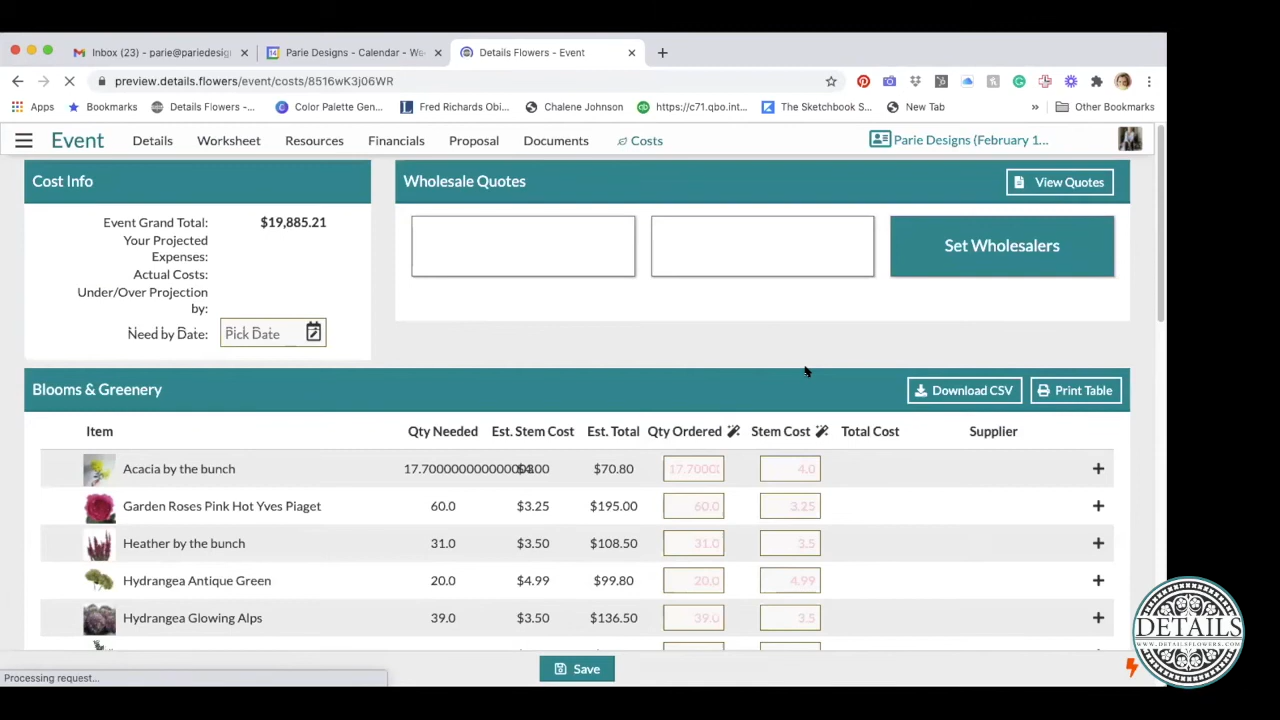 Inbox (23) - parie@pariedesig
Parie Designs - Calendar - We
Details Flowers - Event
preview.details.flowers/event/costs/8516wK3j06WR
Apps
Bookmarks
Details Flowers -...
Color Palette Gen...
Fred Richards Obi...
Chalene Johnson
https://c71.qbo.int...
The Sketchbook S...
New Tab
»
Other Bookmarks
Event
Details
Worksheet
Resources
Financials
Proposal
Documents
Costs
Parie Designs (February 1...
Cost Info
Wholesale Quotes
View Quotes
Event Grand Total: $19,885.21
Your Projected
Expenses:
Actual Costs:
Under/Over Projection
by:
Need by Date: Pick Date
Set Wholesalers
Blooms & Greenery
Download CSV
Print Table
Item Qty Needed Est. Stem Cost Est. Total Qty Ordered Stem Cost Total Cost Supplier
Acacia by the bunch $70.80 4.0 +
Garden Roses Pink Hot Yves Piaget 60.0 $3.25 $195.00 60.0 3.25 +
Heather by the bunch 31.0 $3.50 $108.50 31.0 3.5 +
Hydrangea Antique Green 20.0 $4.99 $99.80 20.0 4.99 +
Hydrangea Glowing Alps 39.0 $3.50 $136.50 39.0 3.5 +
Save
Processing request...
DETAILS
WWW.DETAILSFLOWERS.COM